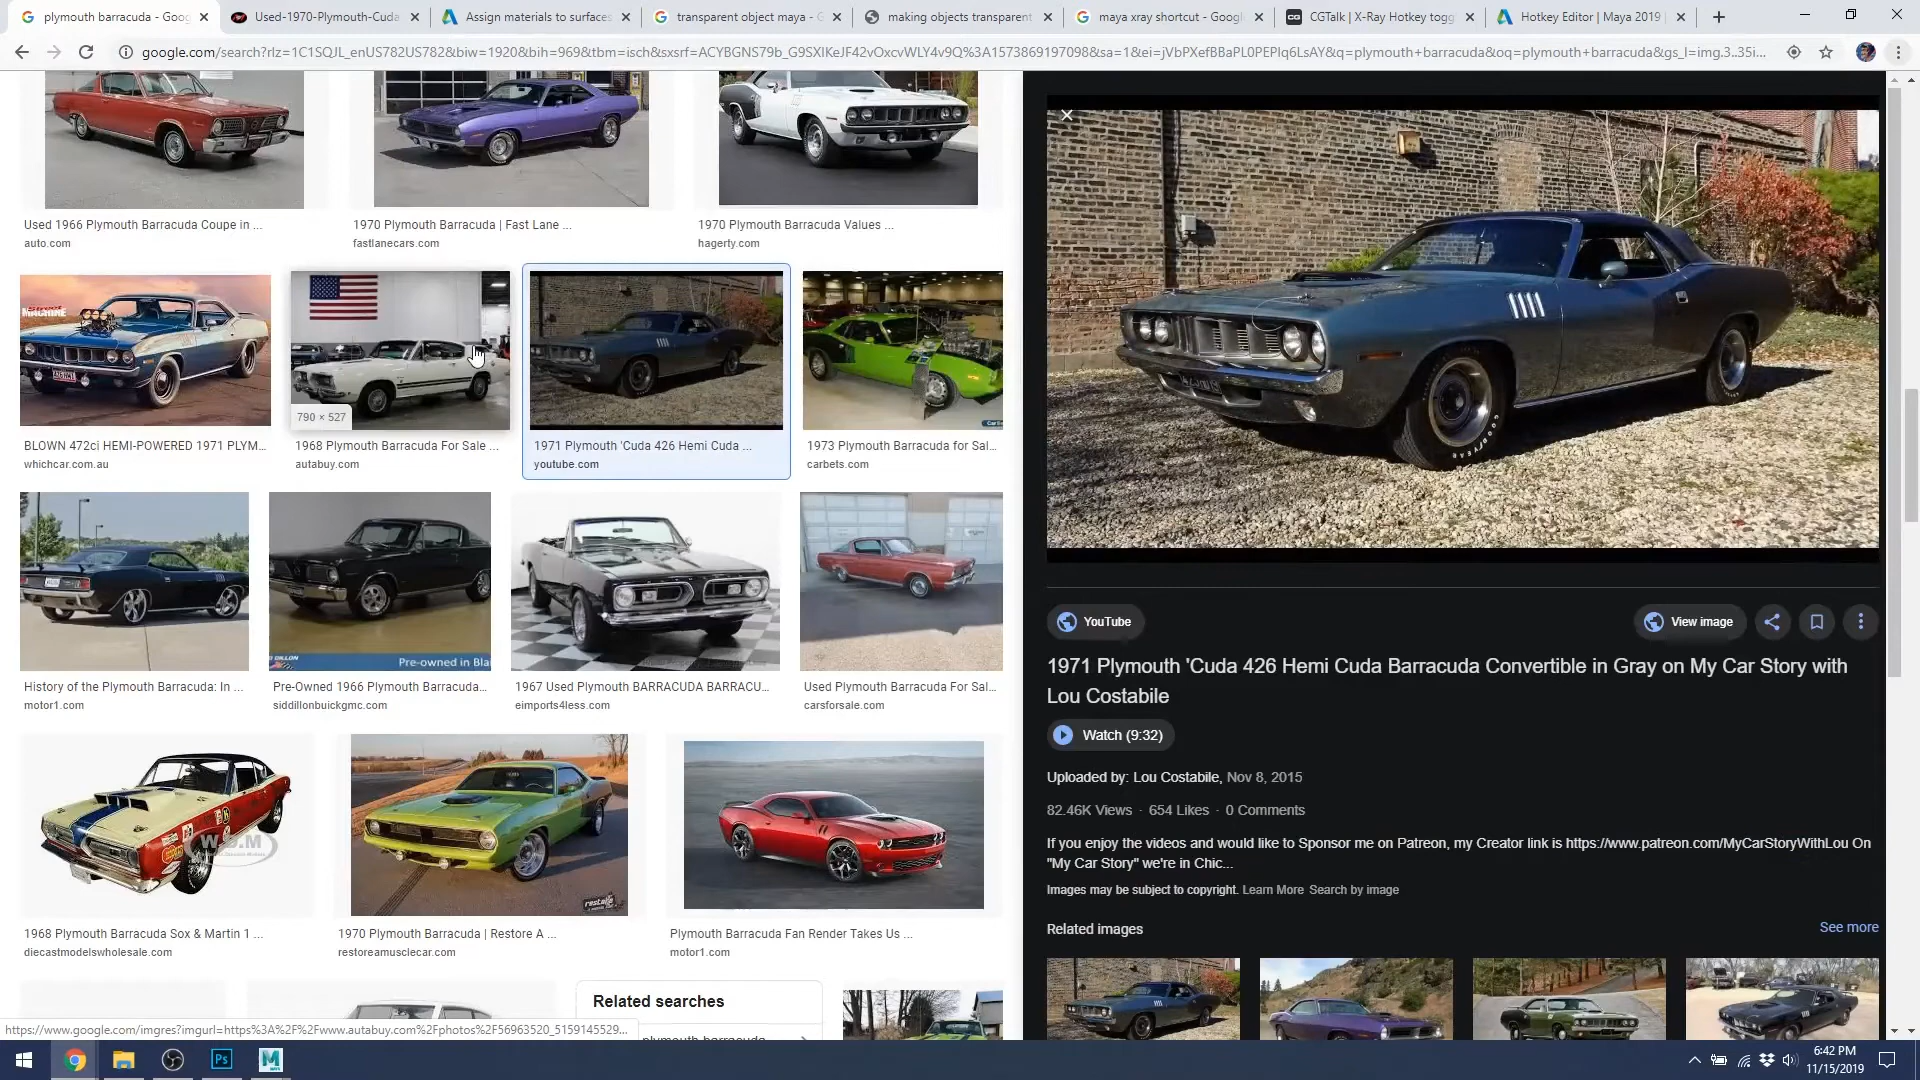 plymouth barracuda - Goog
Used-1970-Plymouth-Cuda
Assign materials to surfaces
transparent object maya - G
making objects transparent
maya xray shortcut - Googl
CGTalk | X-Ray Hotkey togg
Hotkey Editor | Maya 2019
google.com/search?rlz=1C1SQJL_enUS782US782&biw=1920&bih=969&tbm=isch&sxsrf=ACYBGNS79b_G9SXIKeJF42vOxcvWLY4v9Q%3A1573869197098&sa=1&ei=jVbPXefBBaPL0PEPIq6LsAY&q=plymouth+barracuda&oq=plymouth+barracuda&gs_l=img.3..35i...
Used 1966 Plymouth Barracuda Coupe in ...
auto.com
1970 Plymouth Barracuda | Fast Lane ...
fastlanecars.com
1970 Plymouth Barracuda Values ...
hagerty.com
MACHINE
790 × 527
BLOWN 472ci HEMI-POWERED 1971 PLYM...
whichcar.com.au
1968 Plymouth Barracuda For Sale ...
autabuy.com
1971 Plymouth 'Cuda 426 Hemi Cuda ...
youtube.com
1973 Plymouth Barracuda for Sal...
carbets.com
GOODYEAR
DILLON
Pre-owned in Blai
History of the Plymouth Barracuda: In ...
motor1.com
Pre-Owned 1966 Plymouth Barracuda...
siddillonbuickgmc.com
1967 Used Plymouth BARRACUDA BARRACU...
eimports4less.com
Used Plymouth Barracuda For Sal...
carsforsale.com
YouTube
View image
1971 Plymouth 'Cuda 426 Hemi Cuda Barracuda Convertible in Gray on My Car Story with
Lou Costabile
Watch (9:32)
Uploaded by: Lou Costabile, Nov 8, 2015
82.46K Views · 654 Likes · 0 Comments
If you enjoy the videos and would like to Sponsor me on Patreon, my Creator link is https://www.patreon.com/MyCarStoryWithLou On
"My Car Story" we're in Chic...
Images may be subject to copyright. Learn More Search by image
Related images
See more
W.D.M
1968 Plymouth Barracuda Sox & Martin 1 ...
diecastmodelswholesale.com
1970 Plymouth Barracuda | Restore A ...
restoreamusclecar.com
Plymouth Barracuda Fan Render Takes Us ...
motor1.com
Related searches
plymouth barracuda
https://www.google.com/imgres?imgurl=https%3A%2F%2Fwww.autabuy.com%2Fphotos%2F56963520_5159145529...
Ps
M
6:42 PM
11/15/2019